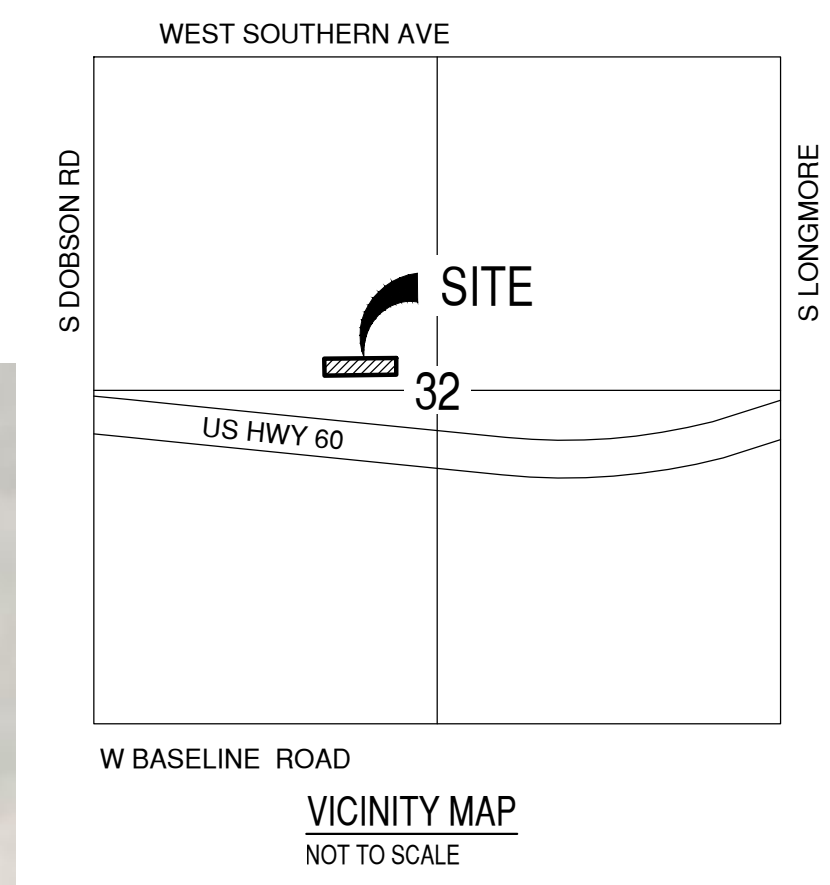 WEST SOUTHERN AVE
S DOBSON RD
S LONGMORE
SITE
32
US HWY 60
W BASELINE ROAD
VICINITY MAP
NOT TO SCALE